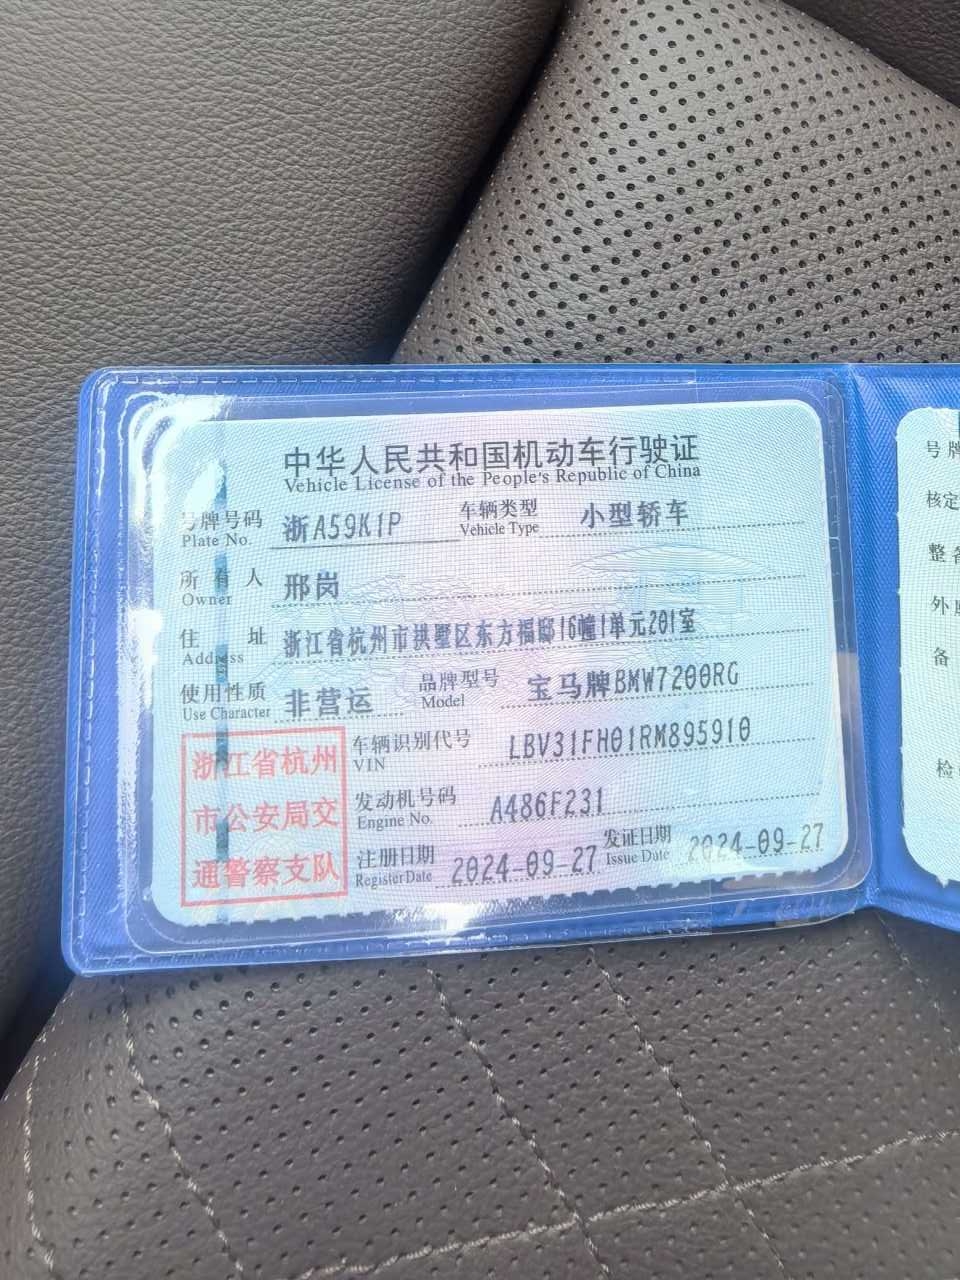 中华人民共和国机动车行驶证
Vehicle License of the People's Republic of China
号牌号码 浙A59K1P 车辆类型 小型轿车
Plate No. Vehicle Type
所有人 邢岗
Owner
住址 浙江省杭州市拱墅区东方福邸16幢1单元201室
Address
使用性质 非营运 品牌型号 宝马牌BMW7200RG
Use Character Model
浙江省杭州
市公安局交
通警察支队
车辆识别代号 LBV31FH01RM895910
VIN
发动机号码 A486F231
Engine No.
注册日期 2024-09-27 发证日期 2024-09-27
Register Date Issue Date
号牌
核定
整备
外
备
检